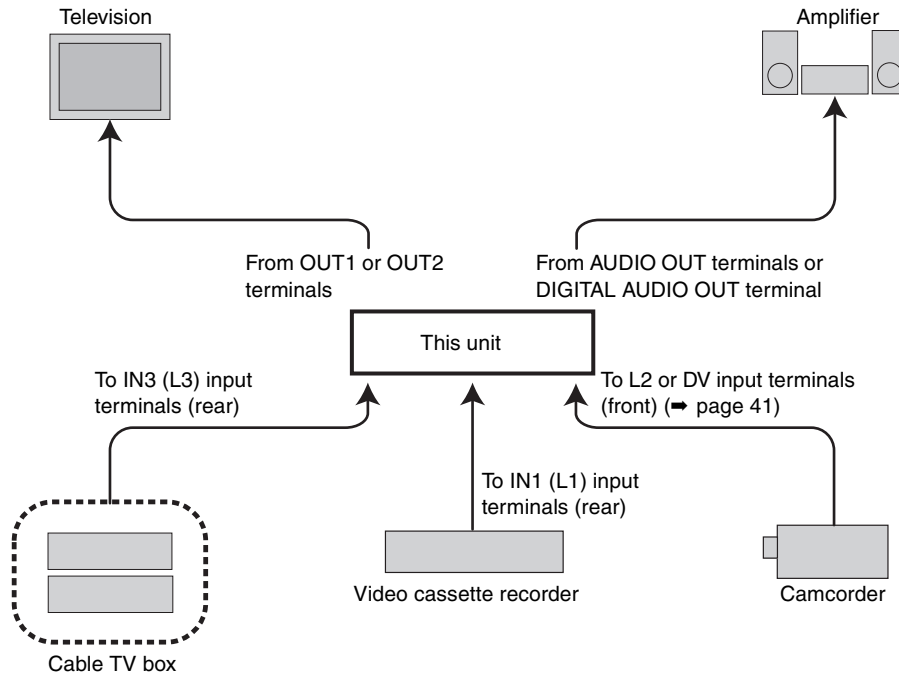 Television
Amplifier
From OUT1 or OUT2
terminals
From AUDIO OUT terminals or
DIGITAL AUDIO OUT terminal
This unit
To IN3 (L3) input
terminals (rear)
To L2 or DV input terminals
(front) (➡ page 41)
To IN1 (L1) input
terminals (rear)
Video cassette recorder
Camcorder
Cable TV box